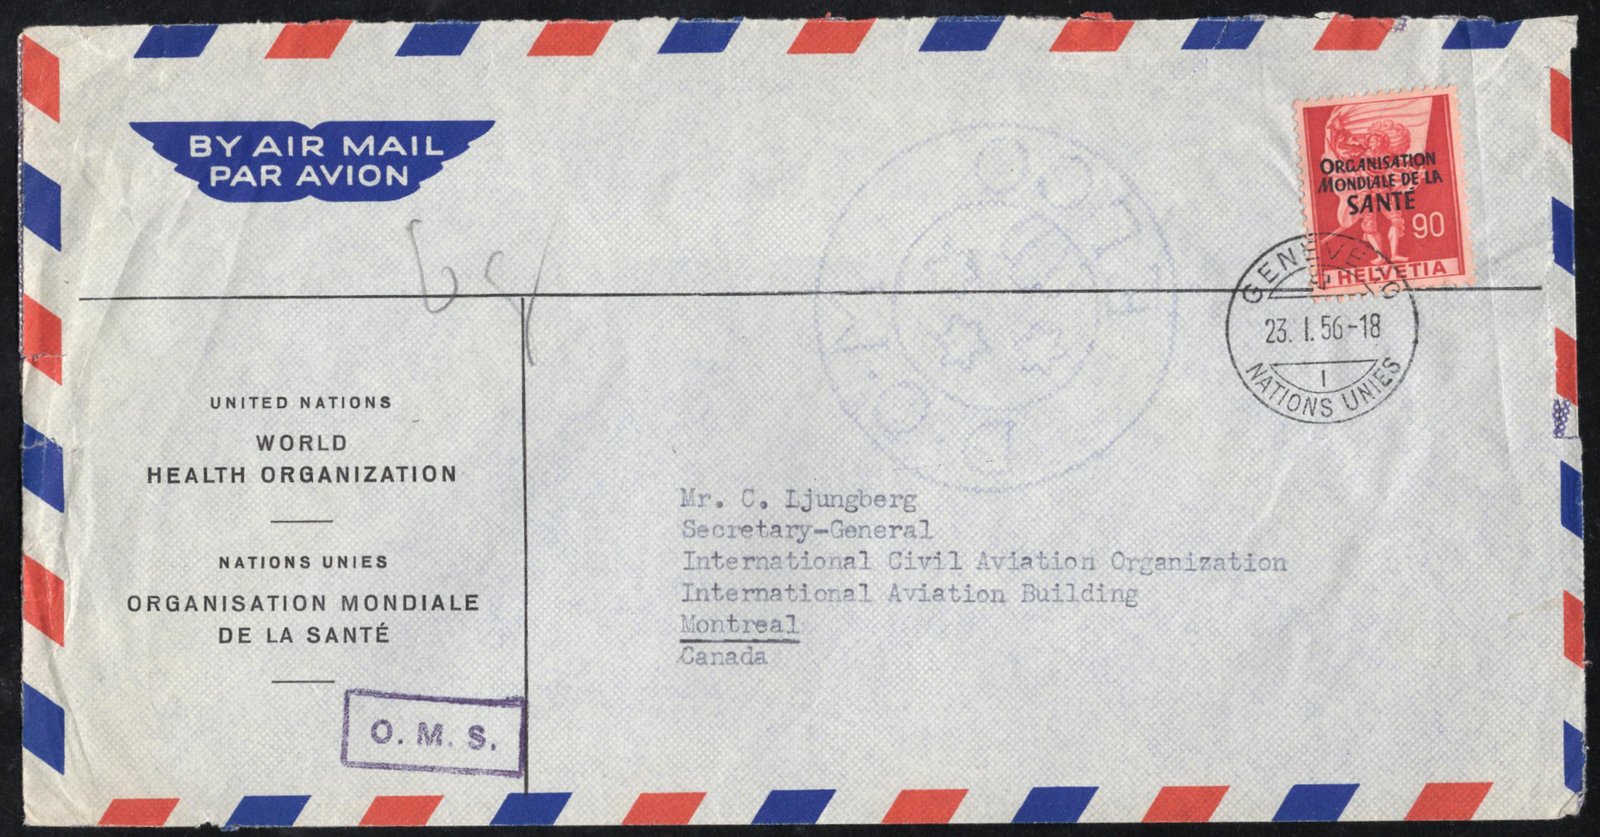 BY AIR MAIL
PAR AVION
ORGANISATION
MONDIALE DE LA
SANTÉ
90
HELVETIA
GENÈVE 10
23. I. 56-18
I
NATIONS UNIES
UNITED NATIONS
WORLD
HEALTH ORGANIZATION
NATIONS UNIES
ORGANISATION MONDIALE
DE LA SANTÉ
O. M. S.
Mr. C. Ljungberg
Secretary-General
International Civil Aviation Organization
International Aviation Building
Montreal
Canada